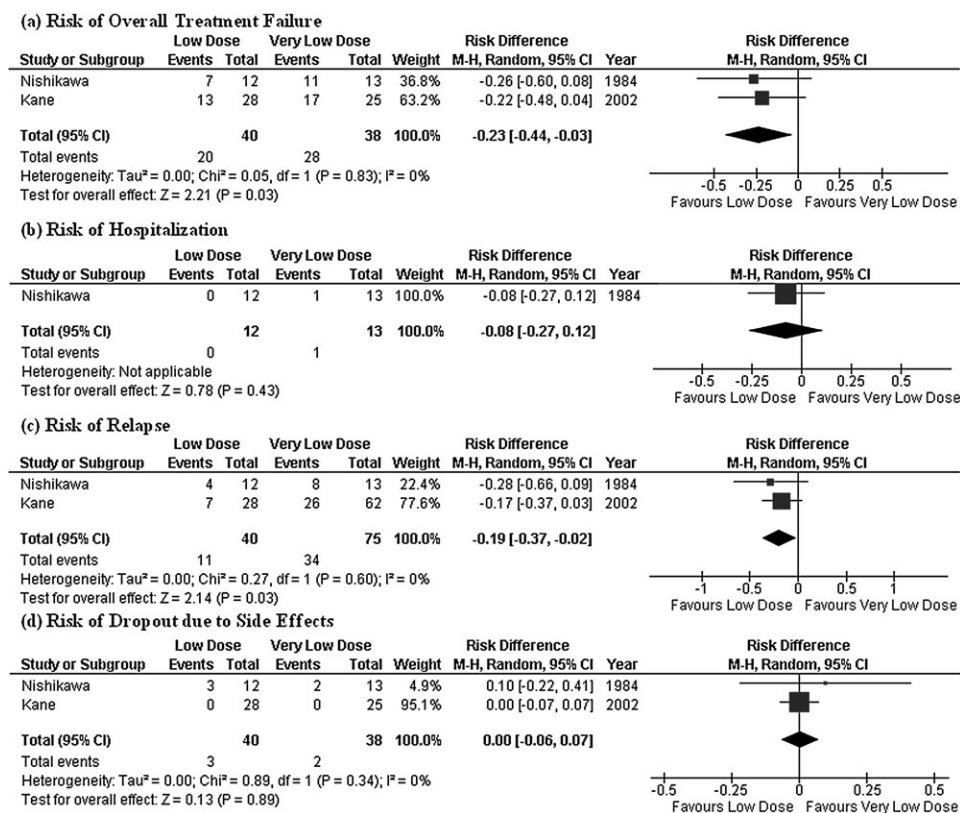 (a) Risk of Overall Treatment Failure
Low Dose Very Low Dose Risk Difference Risk Difference
Study or Subgroup Events Total Events Total Weight M-H, Random, 95% CI Year M-H, Random, 95% CI
Nishikawa 7 12 11 13 36.8% -0.26 [-0.60, 0.08] 1984
Kane 13 28 17 25 63.2% -0.22 [-0.48, 0.04] 2002
Total (95% CI) 40 38 100.0% -0.23 [-0.44, -0.03]
Total events 20 28
Heterogeneity: Tau² = 0.00; Chi² = 0.05, df = 1 (P = 0.83); I² = 0%
Test for overall effect: Z = 2.21 (P = 0.03)
-0.5 -0.25 0 0.25 0.5
Favours Low Dose Favours Very Low Dose
(b) Risk of Hospitalization
Low Dose Very Low Dose Risk Difference Risk Difference
Study or Subgroup Events Total Events Total Weight M-H, Random, 95% CI Year M-H, Random, 95% CI
Nishikawa 0 12 1 13 100.0% -0.08 [-0.27, 0.12] 1984
Total (95% CI) 12 13 100.0% -0.08 [-0.27, 0.12]
Total events 0 1
Heterogeneity: Not applicable
Test for overall effect: Z = 0.78 (P = 0.43)
-0.5 -0.25 0 0.25 0.5
Favours Low Dose Favours Very Low Dose
(c) Risk of Relapse
Low Dose Very Low Dose Risk Difference Risk Difference
Study or Subgroup Events Total Events Total Weight M-H, Random, 95% CI Year M-H, Random, 95% CI
Nishikawa 4 12 8 13 22.4% -0.28 [-0.66, 0.09] 1984
Kane 7 28 26 62 77.6% -0.17 [-0.37, 0.03] 2002
Total (95% CI) 40 75 100.0% -0.19 [-0.37, -0.02]
Total events 11 34
Heterogeneity: Tau² = 0.00; Chi² = 0.27, df = 1 (P = 0.60); I² = 0%
Test for overall effect: Z = 2.14 (P = 0.03)
-1 -0.5 0 0.5 1
Favours Low Dose Favours Very Low Dose
(d) Risk of Dropout due to Side Effects
Low Dose Very Low Dose Risk Difference Risk Difference
Study or Subgroup Events Total Events Total Weight M-H, Random, 95% CI Year M-H, Random, 95% CI
Nishikawa 3 12 2 13 4.9% 0.10 [-0.22, 0.41] 1984
Kane 0 28 0 25 95.1% 0.00 [-0.07, 0.07] 2002
Total (95% CI) 40 38 100.0% 0.00 [-0.06, 0.07]
Total events 3 2
Heterogeneity: Tau² = 0.00; Chi² = 0.89, df = 1 (P = 0.34); I² = 0%
Test for overall effect: Z = 0.13 (P = 0.89)
-0.5 -0.25 0 0.25 0.5
Favours Low Dose Favours Very Low Dose